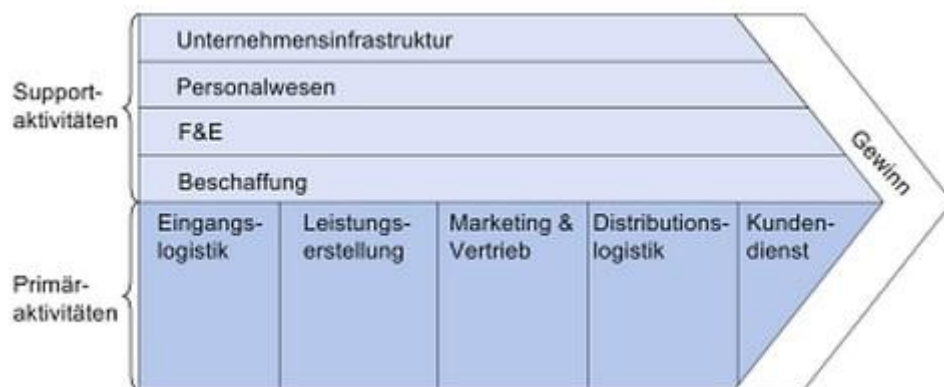 Support-
aktivitäten
Unternehmensinfrastruktur
Personalwesen
F&E
Beschaffung
Gewinn
Primär-
aktivitäten
Eingangs-
logistik
Leistungs-
erstellung
Marketing &
Vertrieb
Distributions-
logistik
Kunden-
dienst